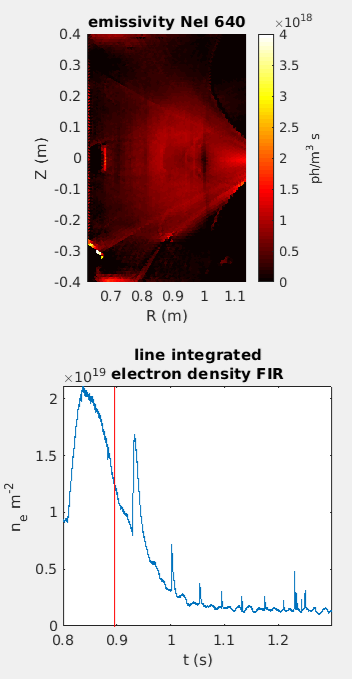 emissivity NeI 640
×10^18
0.4
0.3
0.2
0.1
0
-0.1
-0.2
-0.3
-0.4
Z (m)
0.7 0.8 0.9 1 1.1
R (m)
4
3.5
3
2.5
2
1.5
1
0.5
0
ph/m^3 s
line integrated
electron density FIR
×10^19
2
1.5
1
0.5
0
n_e m^-2
0.8 0.9 1 1.1 1.2
t (s)